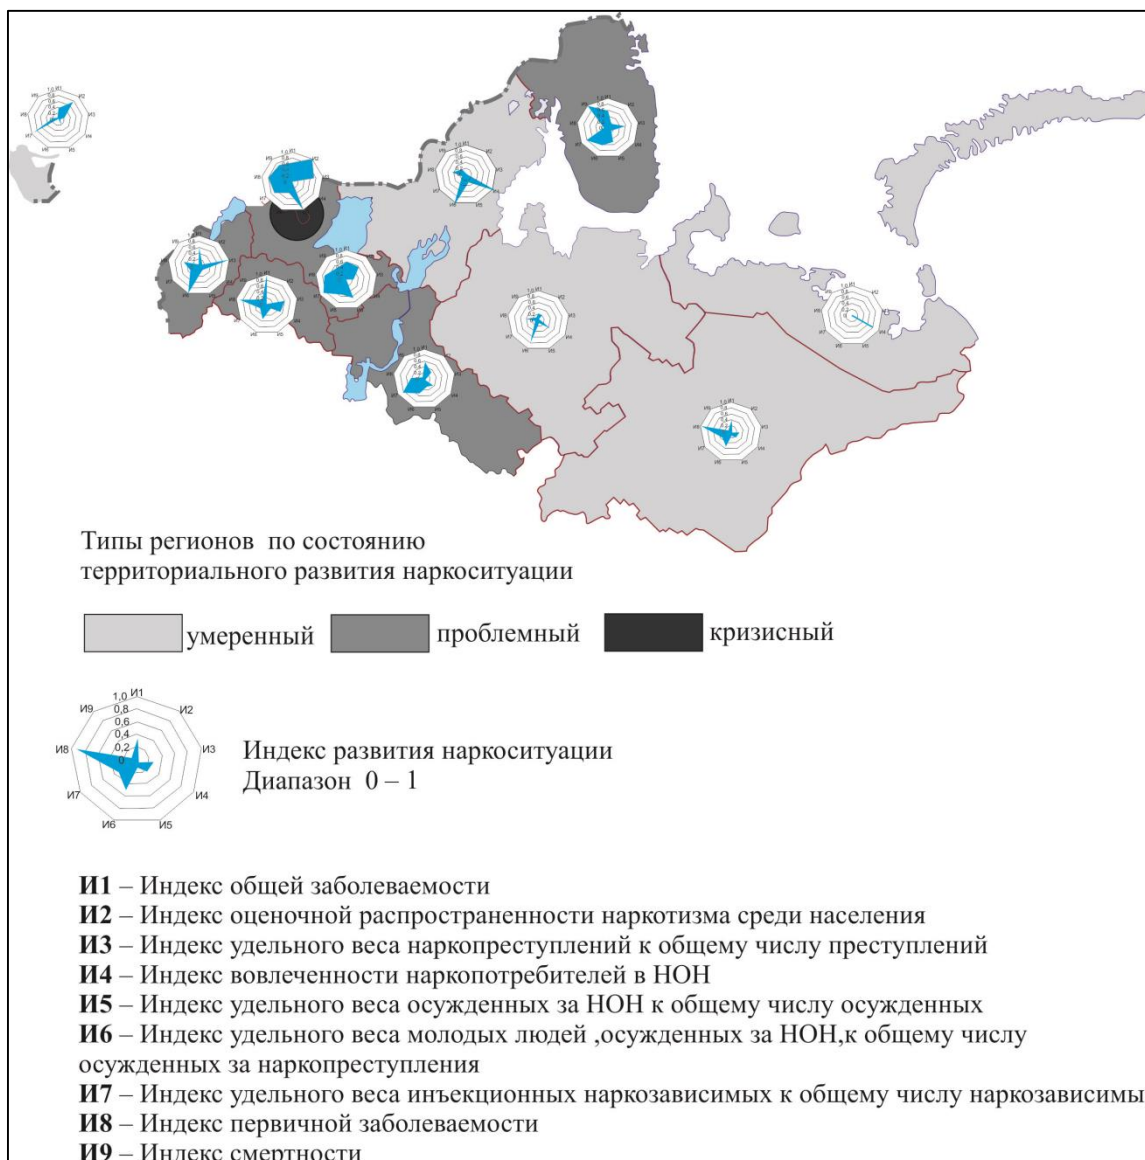 Типы регионов по состоянию
территориального развития наркоситуации
умеренный
проблемный
кризисный
1,0 И1
И9 0,8 И2
0,6
0,4
И8 0,2 И3
0
И7 И4
И6 И5
Индекс развития наркоситуации
Диапазон 0 – 1
И1 – Индекс общей заболеваемости
И2 – Индекс оценочной распространенности наркотизма среди населения
И3 – Индекс удельного веса наркопреступлений к общему числу преступлений
И4 – Индекс вовлеченности наркопотребителей в НОН
И5 – Индекс удельного веса осужденных за НОН к общему числу осужденных
И6 – Индекс удельного веса молодых людей ,осужденных за НОН,к общему числу
осужденных за наркопреступления
И7 – Индекс удельного веса инъекционных наркозависимых к общему числу наркозависимы
И8 – Индекс первичной заболеваемости
И9 – Индекс смертности